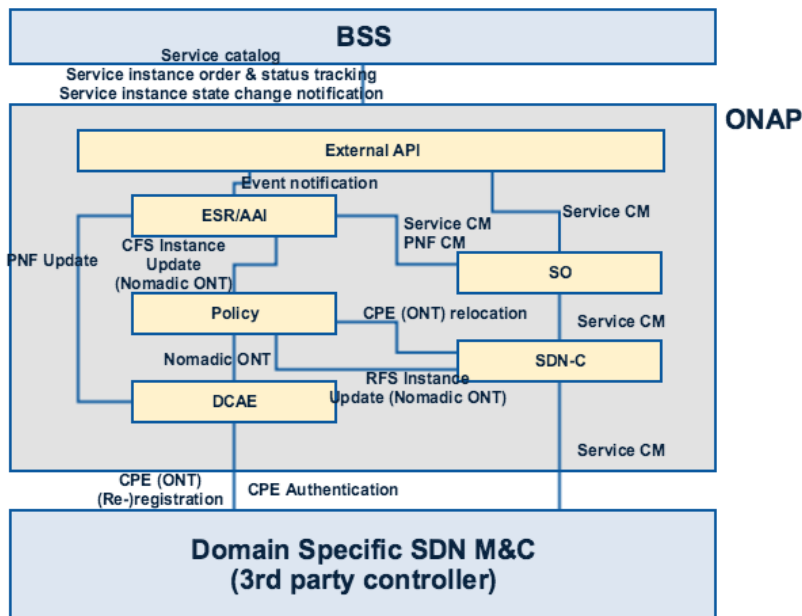 BSS
Service catalog
Service instance order & status tracking
Service instance state change notification
ONAP
External API
Event notification
ESR/AAI
Service CM
Service CM
PNF CM
PNF Update
CFS Instance
Update
(Nomadic ONT)
SO
Policy
CPE (ONT) relocation
Service CM
Nomadic ONT
SDN-C
RFS Instance
Update (Nomadic ONT)
DCAE
Service CM
CPE (ONT)
(Re-)registration
CPE Authentication
Domain Specific SDN M&C
(3rd party controller)